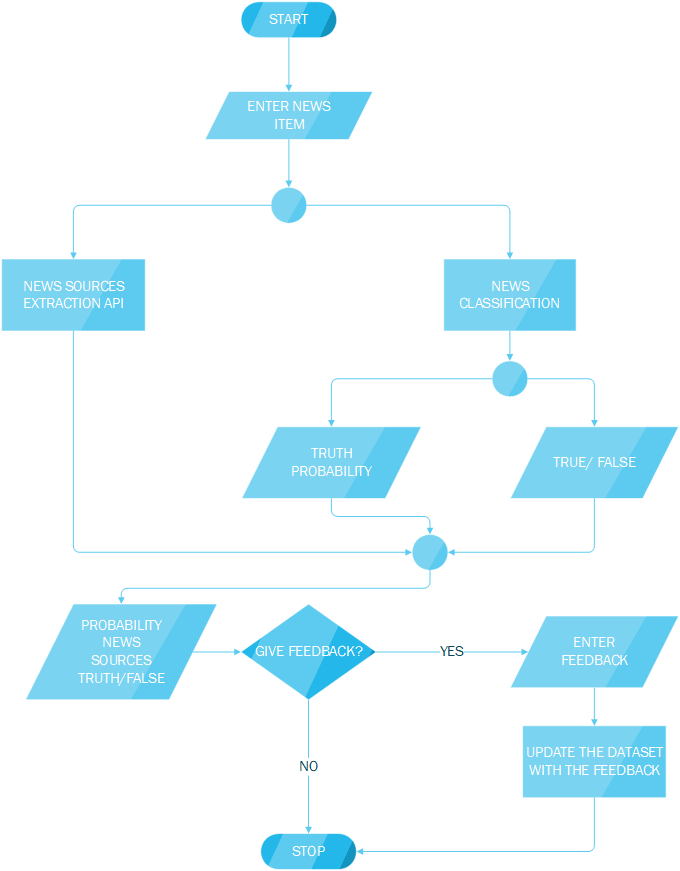 START
ENTER NEWS
ITEM
NEWS SOURCES
EXTRACTION API
NEWS
CLASSIFICATION
TRUTH
PROBABILITY
TRUE/ FALSE
PROBABILITY
NEWS
SOURCES
TRUTH/FALSE
GIVE FEEDBACK?
YES
ENTER
FEEDBACK
UPDATE THE DATASET
WITH THE FEEDBACK
NO
STOP